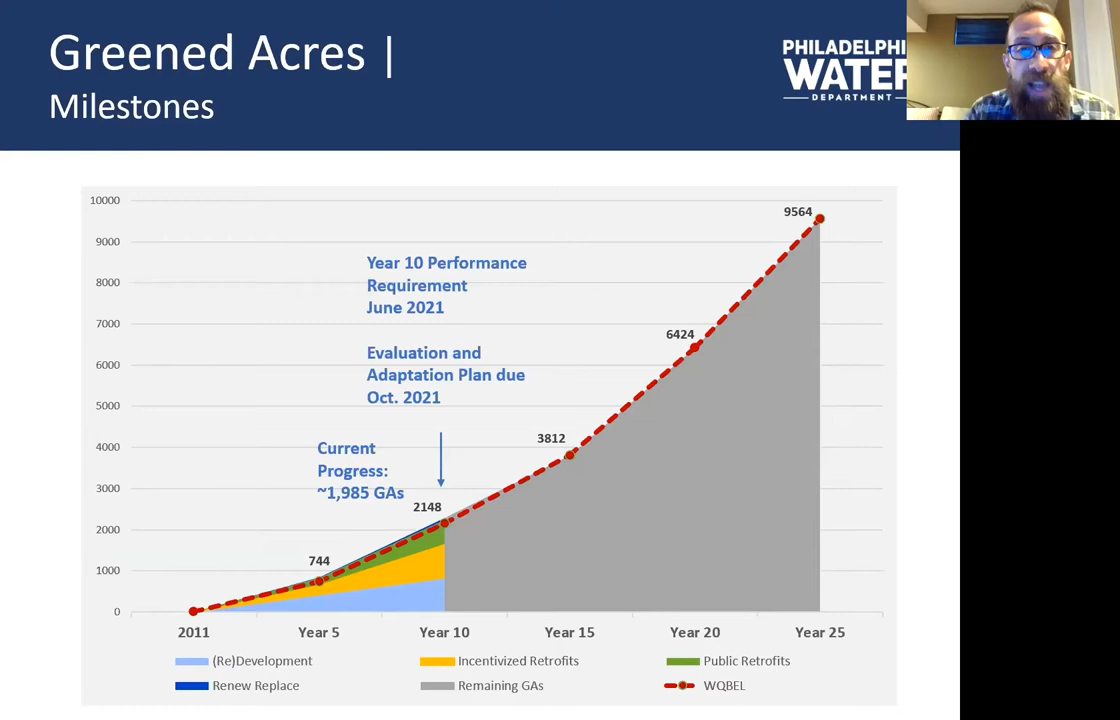 Greened Acres |
Milestones
PHILADELPHI
WATER
DEPARTMENT
10000
9000
8000
7000
6000
5000
4000
3000
2000
1000
0
Year 10 Performance
Requirement
June 2021
Evaluation and
Adaptation Plan due
Oct. 2021
Current
Progress:
~1,985 GAs
744
2148
3812
6424
9564
2011
Year 5
Year 10
Year 15
Year 20
Year 25
(Re)Development
Incentivized Retrofits
Public Retrofits
Renew Replace
Remaining GAs
WQBEL